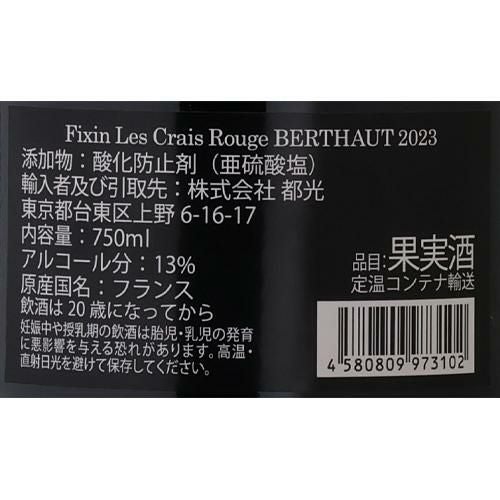 Fixin Les Crais Rouge BERTHAUT 2023
添加物：酸化防止剤（亜硫酸塩）
輸入者及び引取先：株式会社 都光
東京都台東区上野 6-16-17
内容量：750ml
アルコール分：13%
原産国名：フランス
飲酒は20歳になってから
妊娠中や授乳期の飲酒は胎児・乳児の発育
に悪影響を与える恐れがあります。高温・
直射日光を避けて保存してください。
品目：果実酒
定温コンテナ輸送
4 580809 973102